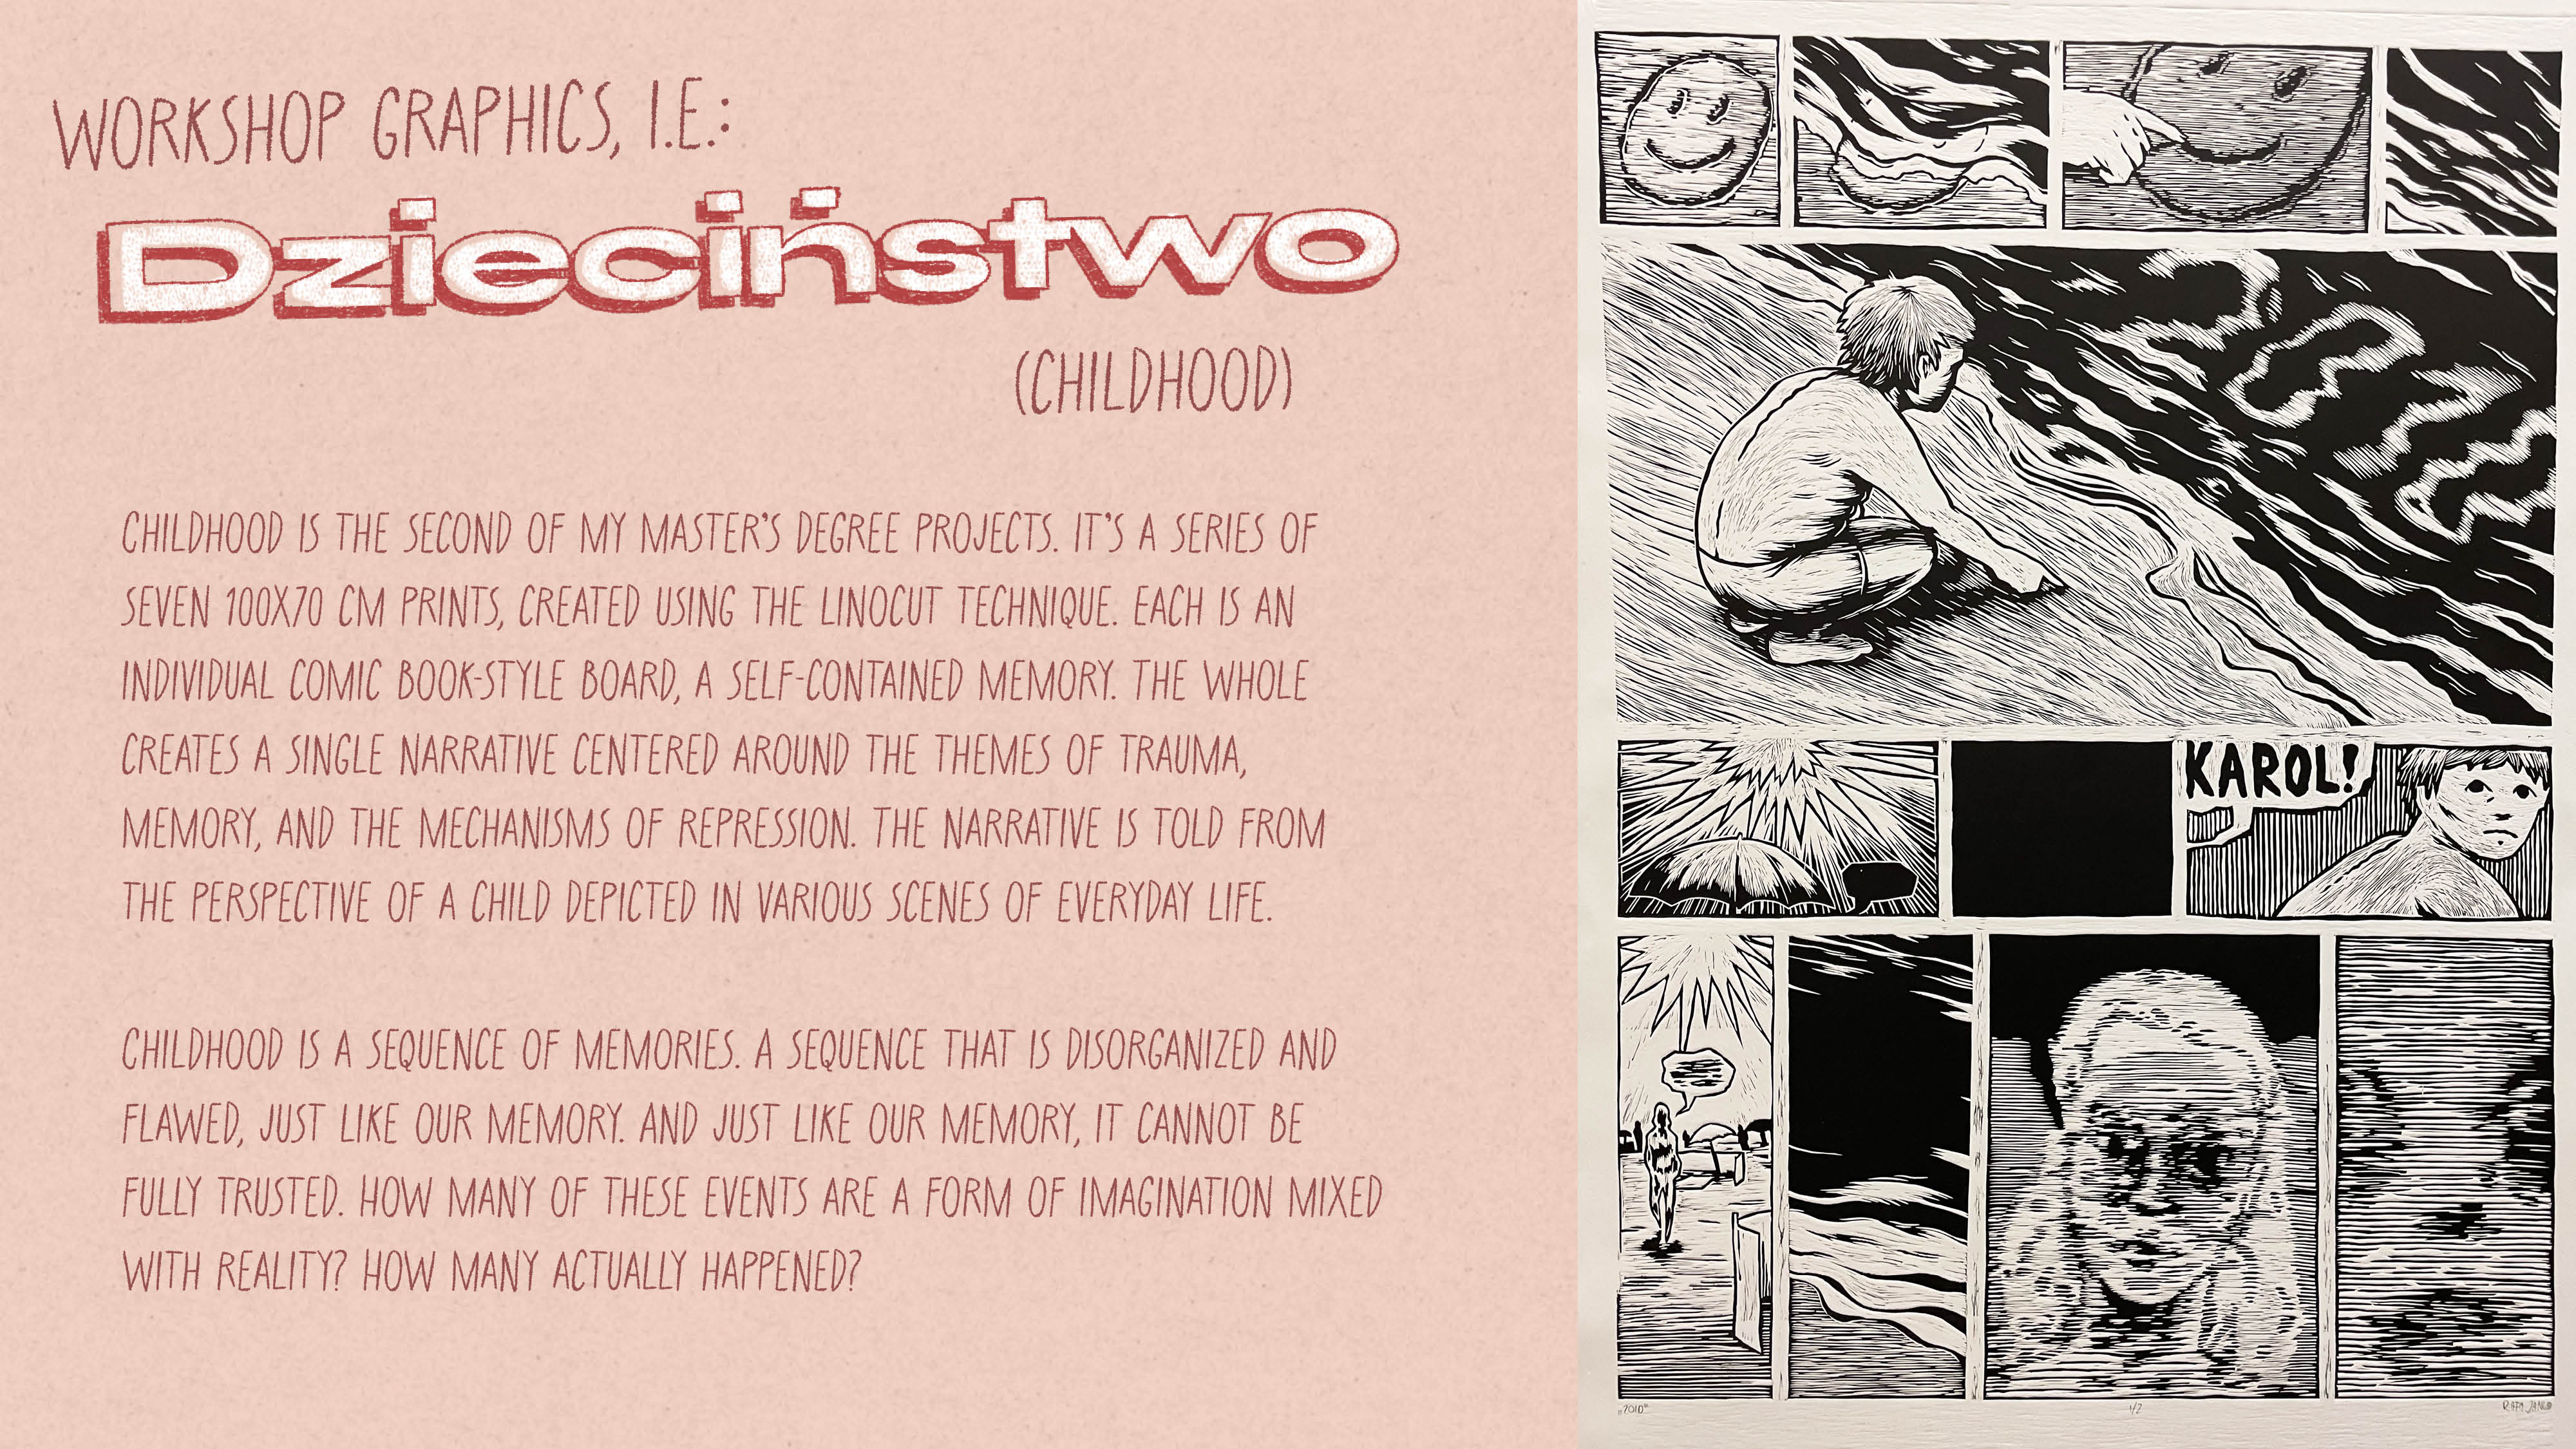 WORKSHOP GRAPHICS, I.E.:
Dzieciństwo
(CHILDHOOD)
CHILDHOOD IS THE SECOND OF MY MASTER'S DEGREE PROJECTS. IT'S A SERIES OF
SEVEN 100X70 CM PRINTS, CREATED USING THE LINOCUT TECHNIQUE. EACH IS AN
INDIVIDUAL COMIC BOOK-STYLE BOARD, A SELF-CONTAINED MEMORY. THE WHOLE
CREATES A SINGLE NARRATIVE CENTERED AROUND THE THEMES OF TRAUMA,
MEMORY, AND THE MECHANISMS OF REPRESSION. THE NARRATIVE IS TOLD FROM
THE PERSPECTIVE OF A CHILD DEPICTED IN VARIOUS SCENES OF EVERYDAY LIFE.
CHILDHOOD IS A SEQUENCE OF MEMORIES. A SEQUENCE THAT IS DISORGANIZED AND
FLAWED, JUST LIKE OUR MEMORY. AND JUST LIKE OUR MEMORY, IT CANNOT BE
FULLY TRUSTED. HOW MANY OF THESE EVENTS ARE A FORM OF IMAGINATION MIXED
WITH REALITY? HOW MANY ACTUALLY HAPPENED?
KAROL!
„2010"